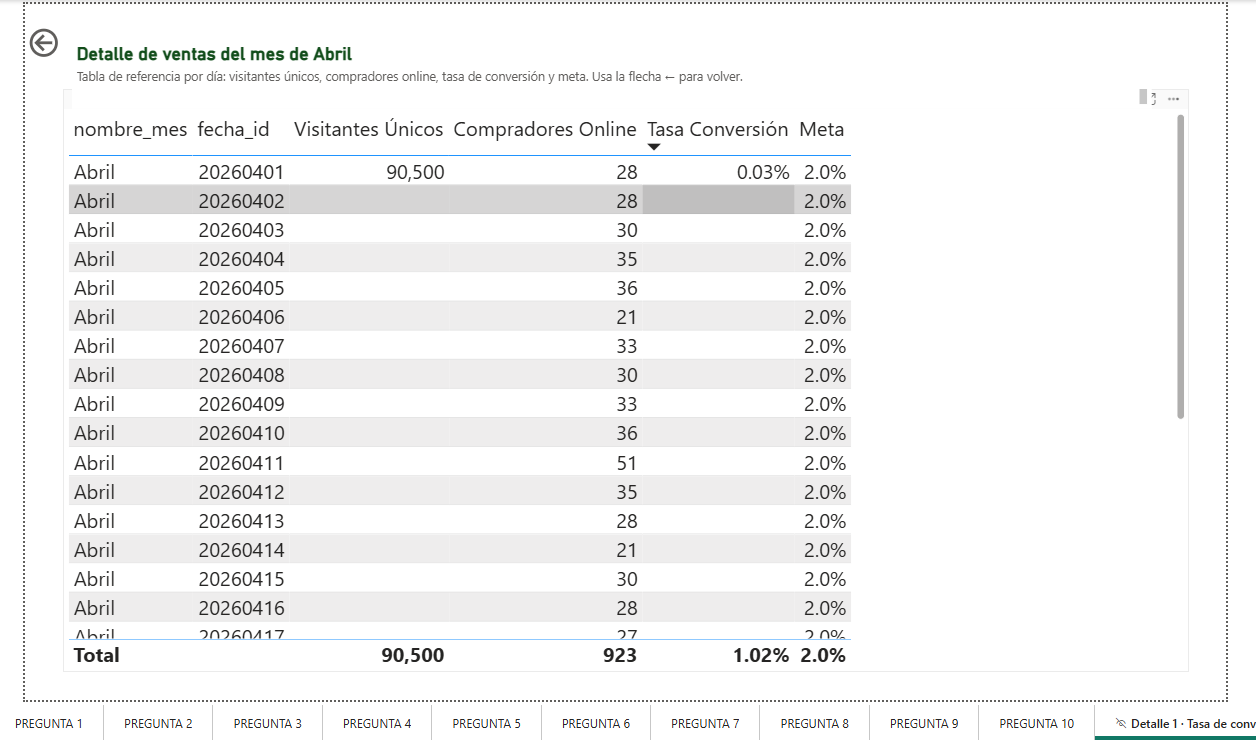 Detalle de ventas del mes de Abril
Tabla de referencia por día: visitantes únicos, compradores online, tasa de conversión y meta. Usa la flecha ← para volver.
nombre_mes fecha_id Visitantes Únicos Compradores Online Tasa Conversión Meta
Abril 20260401 90,500 28 0.03% 2.0%
Abril 20260402 28 2.0%
Abril 20260403 30 2.0%
Abril 20260404 35 2.0%
Abril 20260405 36 2.0%
Abril 20260406 21 2.0%
Abril 20260407 33 2.0%
Abril 20260408 30 2.0%
Abril 20260409 33 2.0%
Abril 20260410 36 2.0%
Abril 20260411 51 2.0%
Abril 20260412 35 2.0%
Abril 20260413 28 2.0%
Abril 20260414 21 2.0%
Abril 20260415 30 2.0%
Abril 20260416 28 2.0%
Abril 20260417 27 2.0%
Total 90,500 923 1.02% 2.0%
PREGUNTA 1 PREGUNTA 2 PREGUNTA 3 PREGUNTA 4 PREGUNTA 5 PREGUNTA 6 PREGUNTA 7 PREGUNTA 8 PREGUNTA 9 PREGUNTA 10 Detalle 1 · Tasa de conv